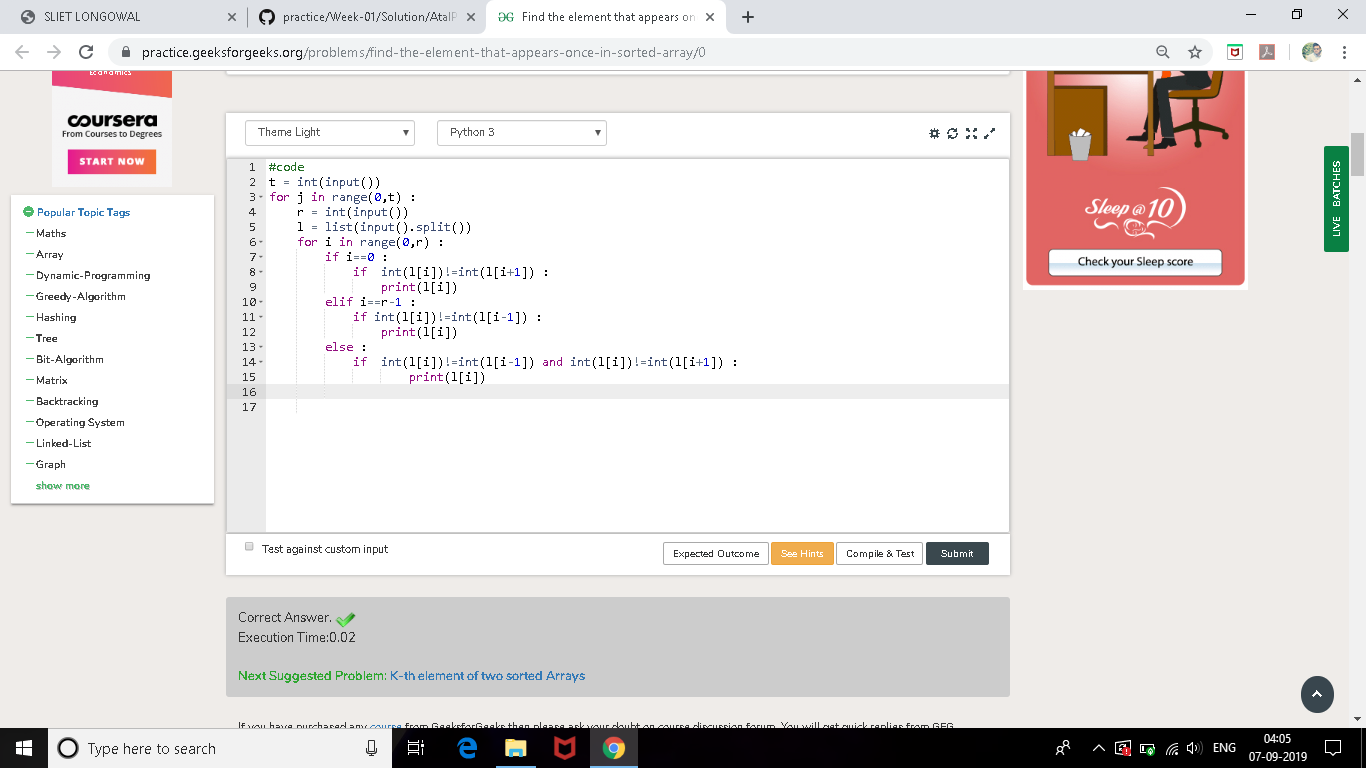 SLIET LONGOWAL
practice/Week-01/Solution/AtalP
Find the element that appears on
practice.geeksforgeeks.org/problems/find-the-element-that-appears-once-in-sorted-array/0
Economics
coursera
From Courses to Degrees
START NOW
Popular Topic Tags
Maths
Array
Dynamic-Programming
Greedy-Algorithm
Hashing
Tree
Bit-Algorithm
Matrix
Backtracking
Operating System
Linked-List
Graph
show more
Theme Light
Python 3
1 #code
2 t = int(input())
3 for j in range(0,t) :
4     r = int(input())
5     l = list(input().split())
6     for i in range(0,r) :
7         if i==0 :
8             if  int(l[i])!=int(l[i+1]) :
9                 print(l[i])
10         elif i==r-1 :
11             if int(l[i])!=int(l[i-1]) :
12                 print(l[i])
13         else :
14             if  int(l[i])!=int(l[i-1]) and int(l[i])!=int(l[i+1]) :
15                     print(l[i])
16
17
Test against custom input
Expected Outcome
See Hints
Compile & Test
Submit
Correct Answer.
Execution Time:0.02
Next Suggested Problem: K-th element of two sorted Arrays
If you have purchased any course from GeeksforGeeks then please ask your doubt on course discussion forum. You will get quick replies from GFG
Sleep @ 10
Check your Sleep score
LIVE BATCHES
Type here to search
ENG
04:05
07-09-2019